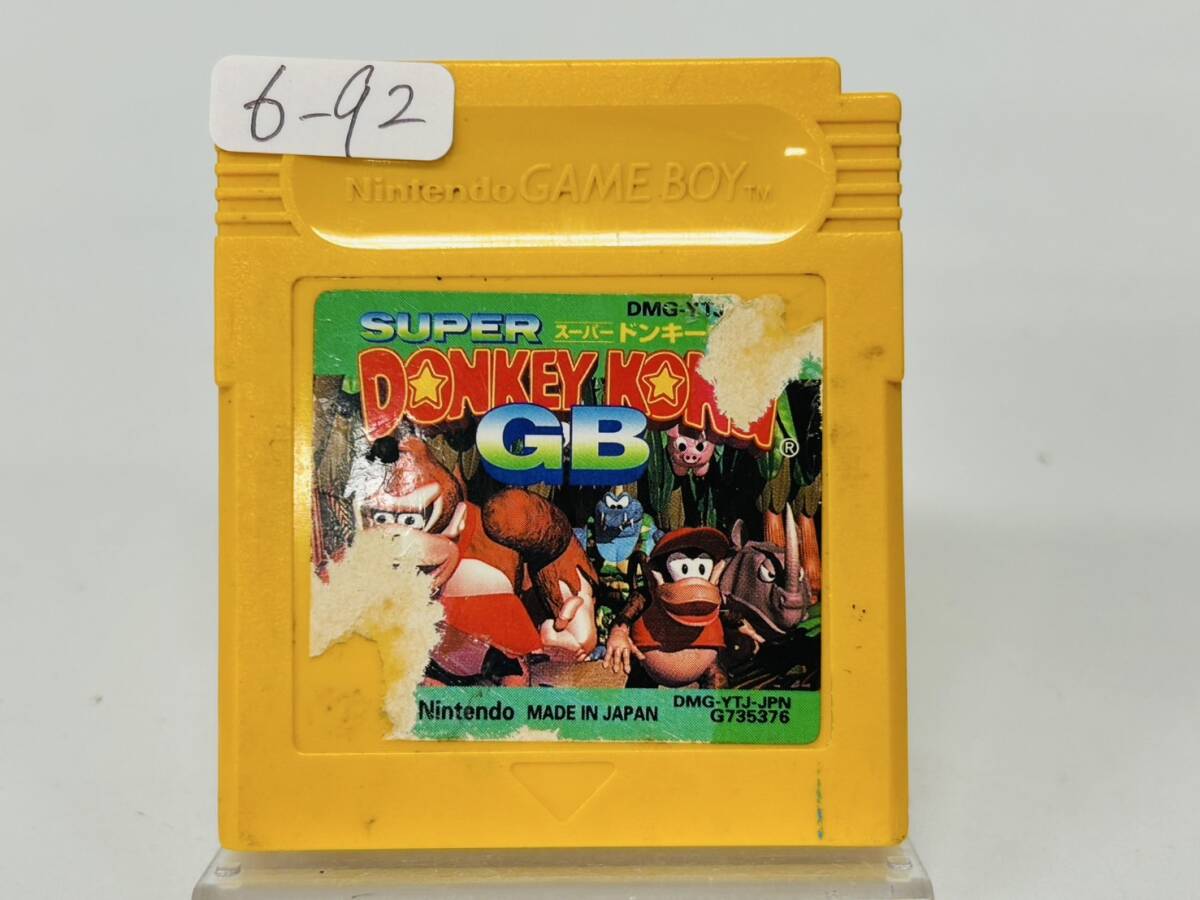 6-92
Nintendo GAME BOY TM
DMG-YTJ
SUPER スーパードンキー
DONKEY KONG
GB
®
Nintendo MADE IN JAPAN
DMG-YTJ-JPN
G735376